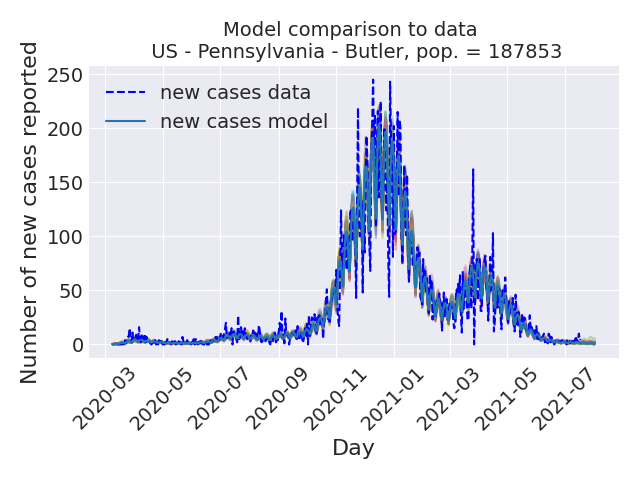 Model comparison to data
US - Pennsylvania - Butler, pop. = 187853
Number of new cases reported
250
200
150
100
50
0
new cases data
new cases model
2020-03
2020-05
2020-07
2020-09
2020-11
2021-01
2021-03
2021-05
2021-07
Day